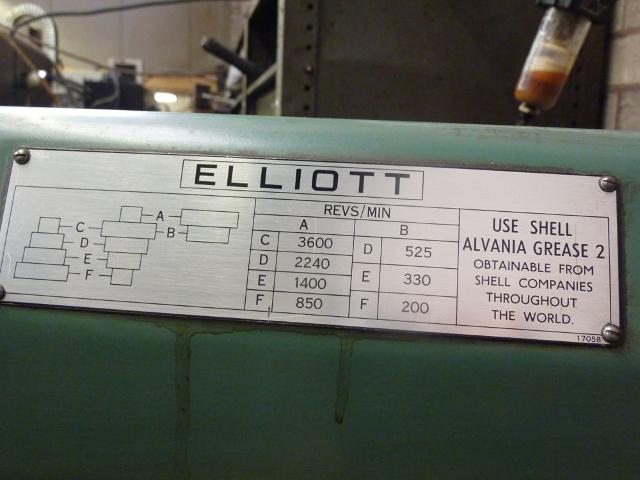 ELLIOTT
A
C
B
D
E
F
REVS/MIN
A B
C 3600 D 525
D 2240
E 1400 E 330
F 850 F 200
USE SHELL
ALVANIA GREASE 2
OBTAINABLE FROM
SHELL COMPANIES
THROUGHOUT
THE WORLD.
17058